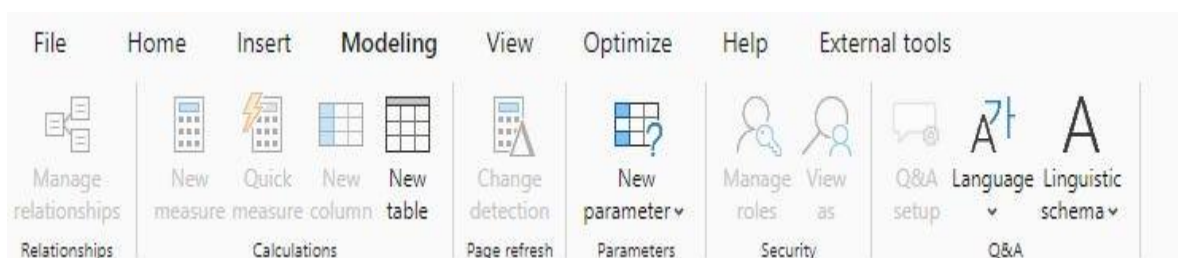 File Home Insert Modeling View Optimize Help External tools
Manage relationships
New measure
Quick measure
New column
New table
Change detection
New parameter
Manage roles
View as
Q&A setup
Language
Linguistic schema
Relationships Calculations Page refresh Parameters Security Q&A